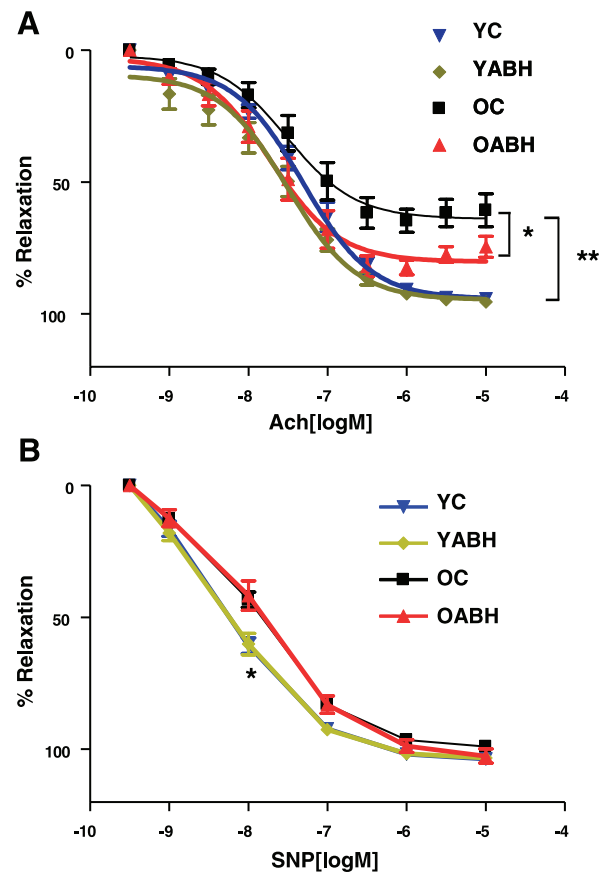 A
YC
YABH
OC
OABH
% Relaxation
0
50
100
*
**
-10 -9 -8 -7 -6 -5 -4
Ach[logM]
B
YC
YABH
OC
OABH
% Relaxation
0
50
100
*
-10 -9 -8 -7 -6 -5 -4
SNP[logM]